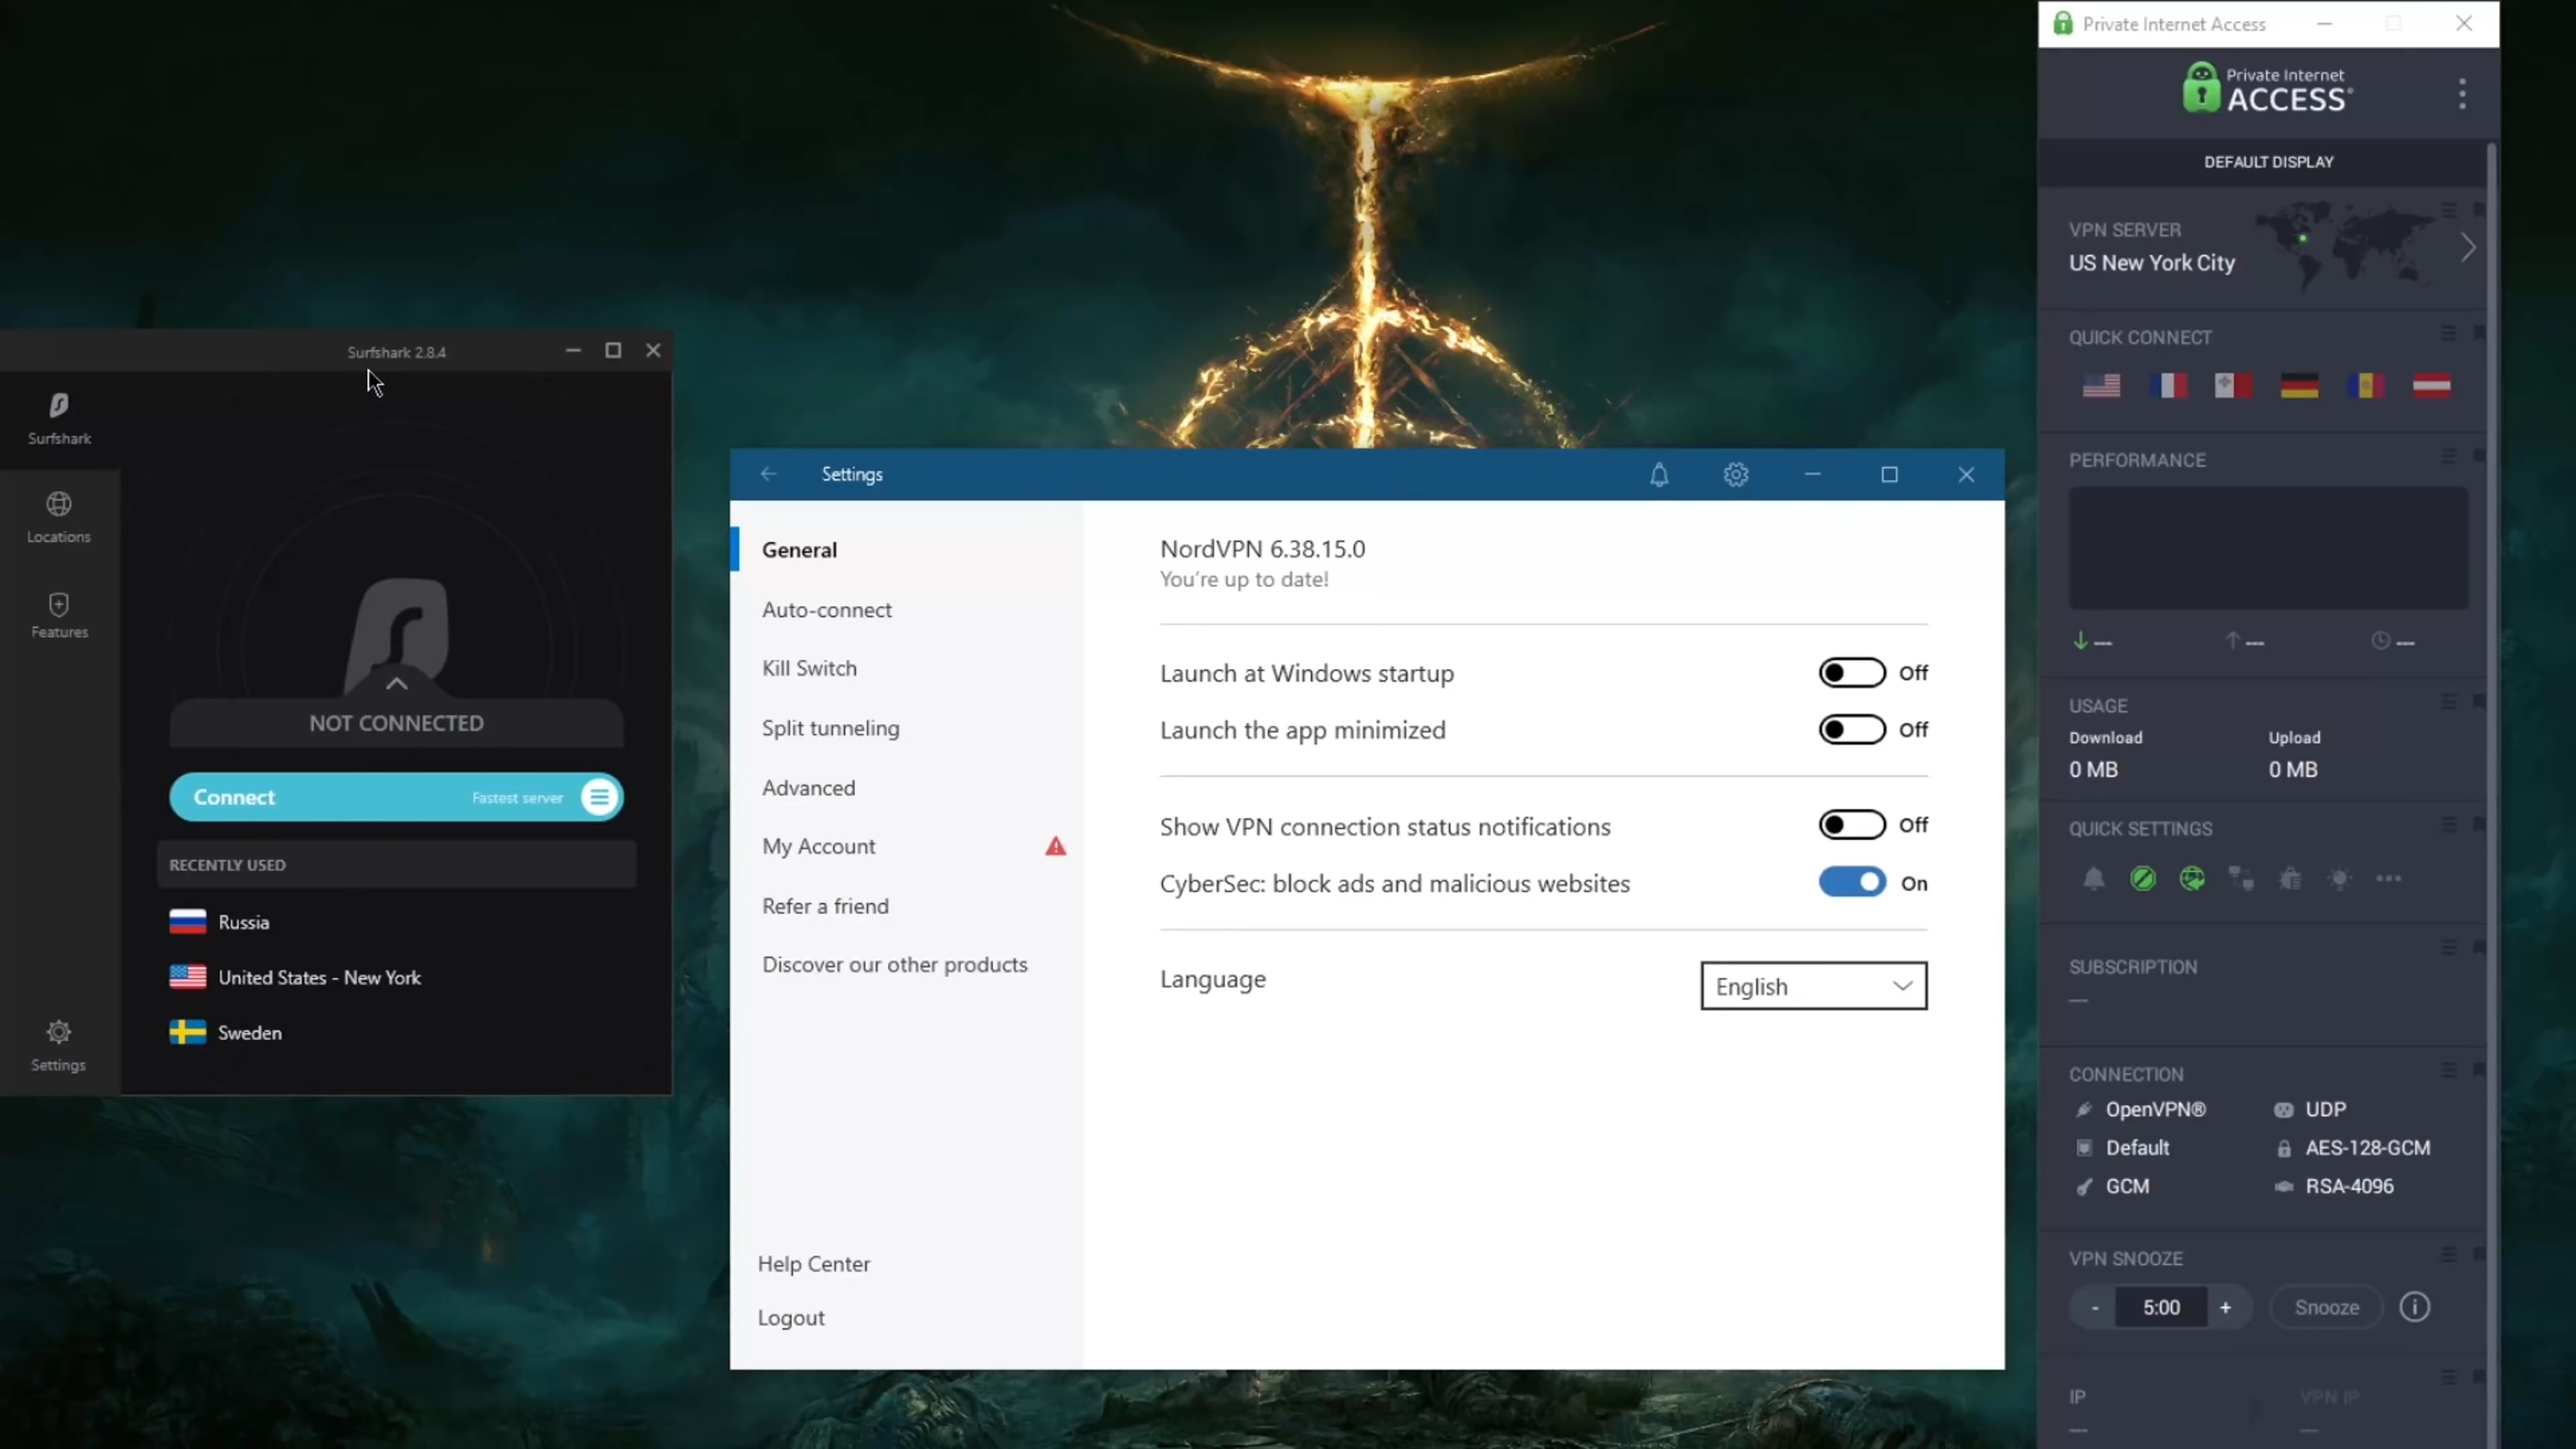 Surfshark 2.8.4
Surfshark
Locations
Features
Settings
NOT CONNECTED
Connect Fastest server
RECENTLY USED
Russia
United States - New York
Sweden
Settings
General
Auto-connect
Kill Switch
Split tunneling
Advanced
My Account
Refer a friend
Discover our other products
Help Center
Logout
NordVPN 6.38.15.0
You're up to date!
Launch at Windows startup Off
Launch the app minimized Off
Show VPN connection status notifications Off
CyberSec: block ads and malicious websites On
Language English
Private Internet Access
Private Internet
ACCESS®
DEFAULT DISPLAY
VPN SERVER
US New York City
QUICK CONNECT
PERFORMANCE
--- --- ---
USAGE
Download Upload
0 MB 0 MB
QUICK SETTINGS
SUBSCRIPTION
---
CONNECTION
OpenVPN® UDP
Default AES-128-GCM
GCM RSA-4096
VPN SNOOZE
- 5:00 + Snooze
IP VPN IP
--- ---